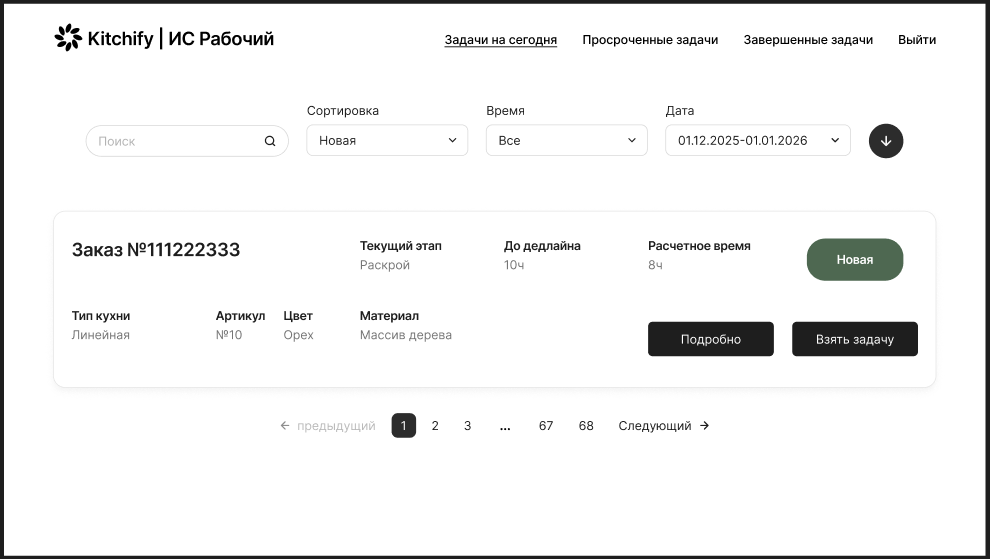 Kitchify | ИС Рабочий
Задачи на сегодня Просроченные задачи Завершенные задачи Выйти
Сортировка Время Дата
Поиск Новая Все 01.12.2025-01.01.2026
Заказ №111222333
Текущий этап До дедлайна Расчетное время
Раскрой 10ч 8ч
Новая
Тип кухни Артикул Цвет Материал
Линейная №10 Орех Массив дерева
Подробно Взять задачу
предыдущий 1 2 3 ... 67 68 Следующий